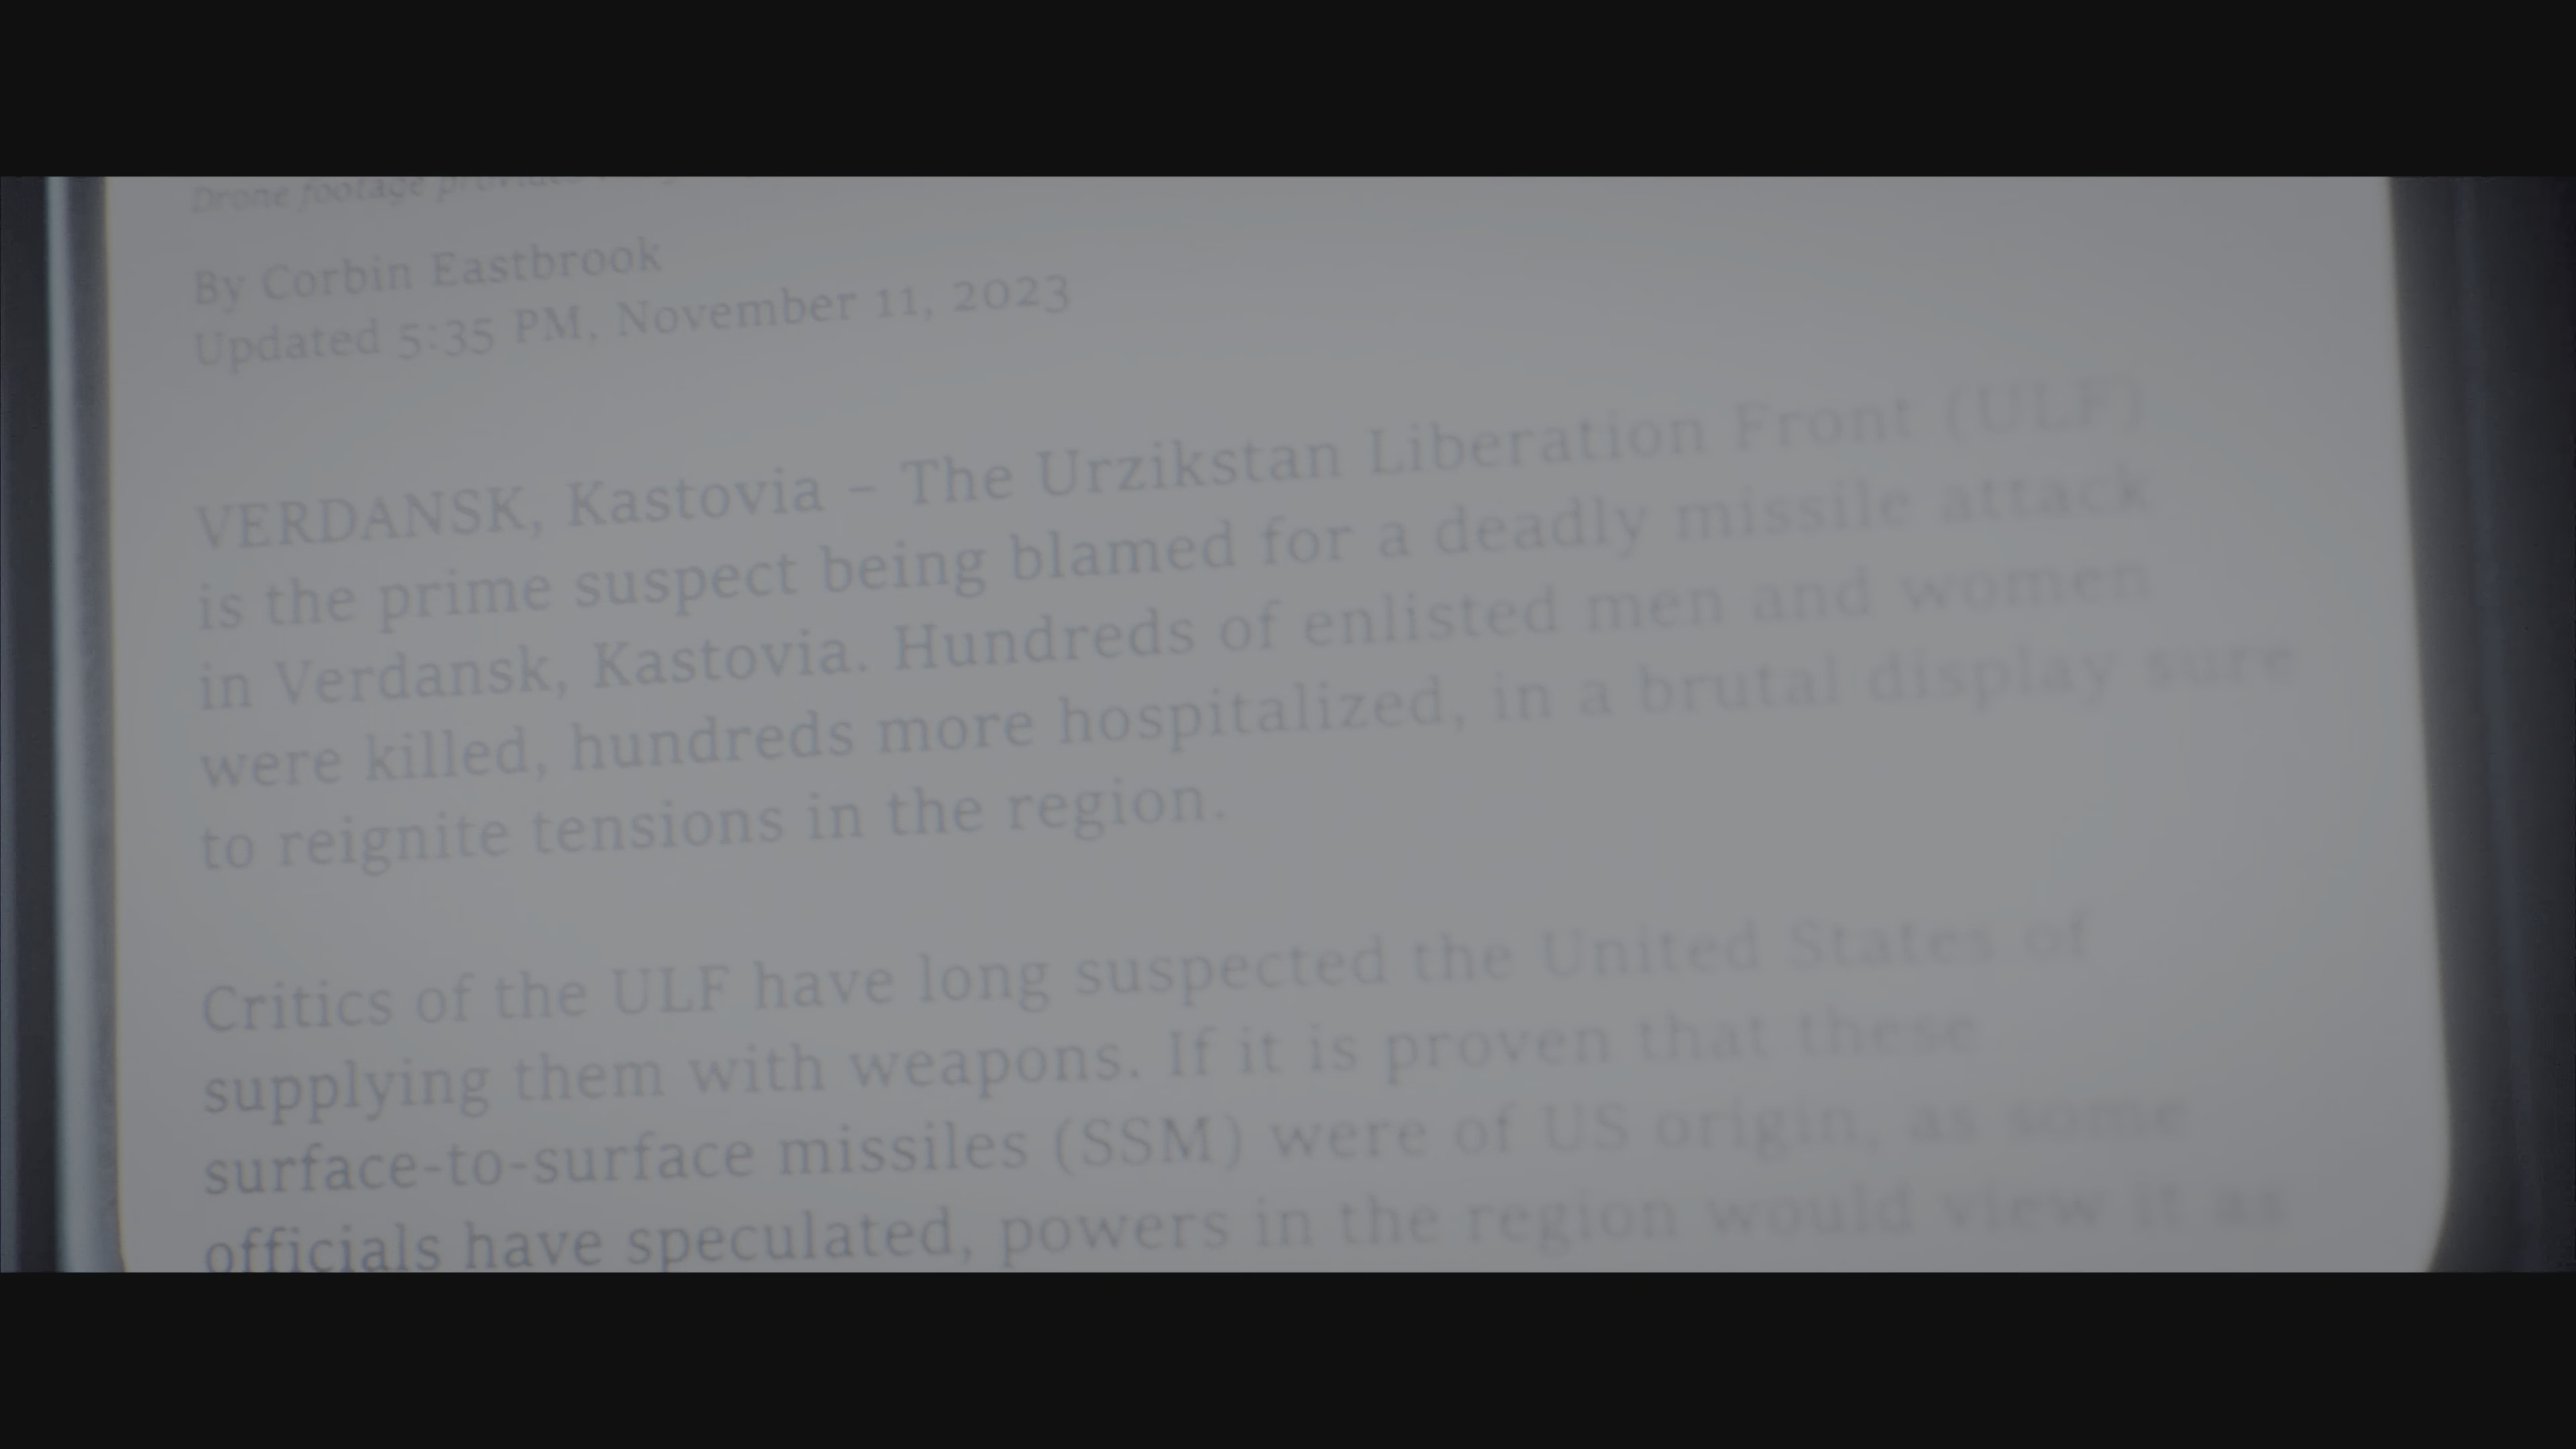 Drone footage
By Corbin Eastbrook
Updated 5:35 PM, November 11, 2023
VERDANSK, Kastovia – The Urzikstan Liberation Front (ULF)
is the prime suspect being blamed for a deadly missile attack
in Verdansk, Kastovia. Hundreds of enlisted men and women
were killed, hundreds more hospitalized, in a brutal display sure
to reignite tensions in the region.
Critics of the ULF have long suspected the United States of
supplying them with weapons. If it is proven that these
surface-to-surface missiles (SSM) were of US origin, as some
officials have speculated, powers in the region would view it as